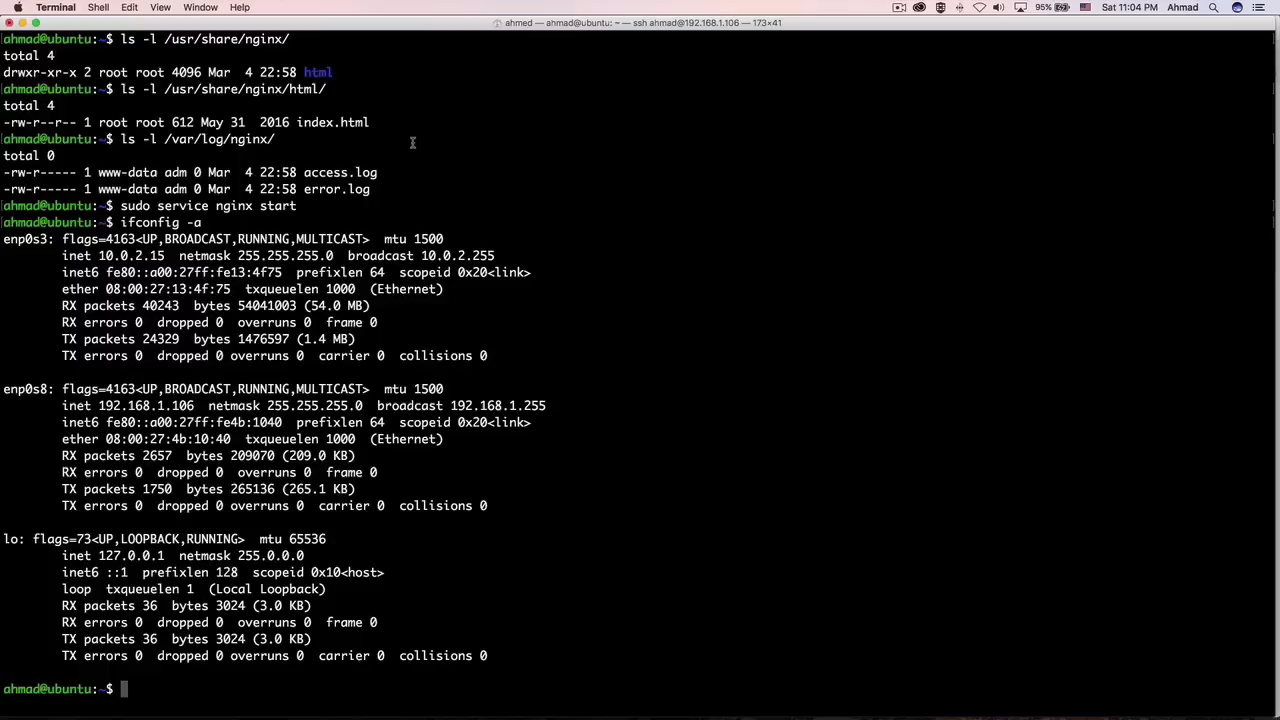 Terminal Shell Edit View Window Help 95% Sat 11:04 PM Ahmad
ahmed — ahmad@ubuntu: ~ — ssh ahmad@192.168.1.106 — 173×41
ahmad@ubuntu:~$ ls -l /usr/share/nginx/
total 4
drwxr-xr-x 2 root root 4096 Mar  4 22:58 html
ahmad@ubuntu:~$ ls -l /usr/share/nginx/html/
total 4
-rw-r--r-- 1 root root 612 May 31  2016 index.html
ahmad@ubuntu:~$ ls -l /var/log/nginx/
total 0
-rw-r----- 1 www-data adm 0 Mar  4 22:58 access.log
-rw-r----- 1 www-data adm 0 Mar  4 22:58 error.log
ahmad@ubuntu:~$ sudo service nginx start
ahmad@ubuntu:~$ ifconfig -a
enp0s3: flags=4163<UP,BROADCAST,RUNNING,MULTICAST>  mtu 1500
        inet 10.0.2.15  netmask 255.255.255.0  broadcast 10.0.2.255
        inet6 fe80::a00:27ff:fe13:4f75  prefixlen 64  scopeid 0x20<link>
        ether 08:00:27:13:4f:75  txqueuelen 1000  (Ethernet)
        RX packets 40243  bytes 54041003 (54.0 MB)
        RX errors 0  dropped 0  overruns 0  frame 0
        TX packets 24329  bytes 1476597 (1.4 MB)
        TX errors 0  dropped 0 overruns 0  carrier 0  collisions 0

enp0s8: flags=4163<UP,BROADCAST,RUNNING,MULTICAST>  mtu 1500
        inet 192.168.1.106  netmask 255.255.255.0  broadcast 192.168.1.255
        inet6 fe80::a00:27ff:fe4b:1040  prefixlen 64  scopeid 0x20<link>
        ether 08:00:27:4b:10:40  txqueuelen 1000  (Ethernet)
        RX packets 2657  bytes 209070 (209.0 KB)
        RX errors 0  dropped 0  overruns 0  frame 0
        TX packets 1750  bytes 265136 (265.1 KB)
        TX errors 0  dropped 0 overruns 0  carrier 0  collisions 0

lo: flags=73<UP,LOOPBACK,RUNNING>  mtu 65536
        inet 127.0.0.1  netmask 255.0.0.0
        inet6 ::1  prefixlen 128  scopeid 0x10<host>
        loop  txqueuelen 1  (Local Loopback)
        RX packets 36  bytes 3024 (3.0 KB)
        RX errors 0  dropped 0  overruns 0  frame 0
        TX packets 36  bytes 3024 (3.0 KB)
        TX errors 0  dropped 0 overruns 0  carrier 0  collisions 0

ahmad@ubuntu:~$